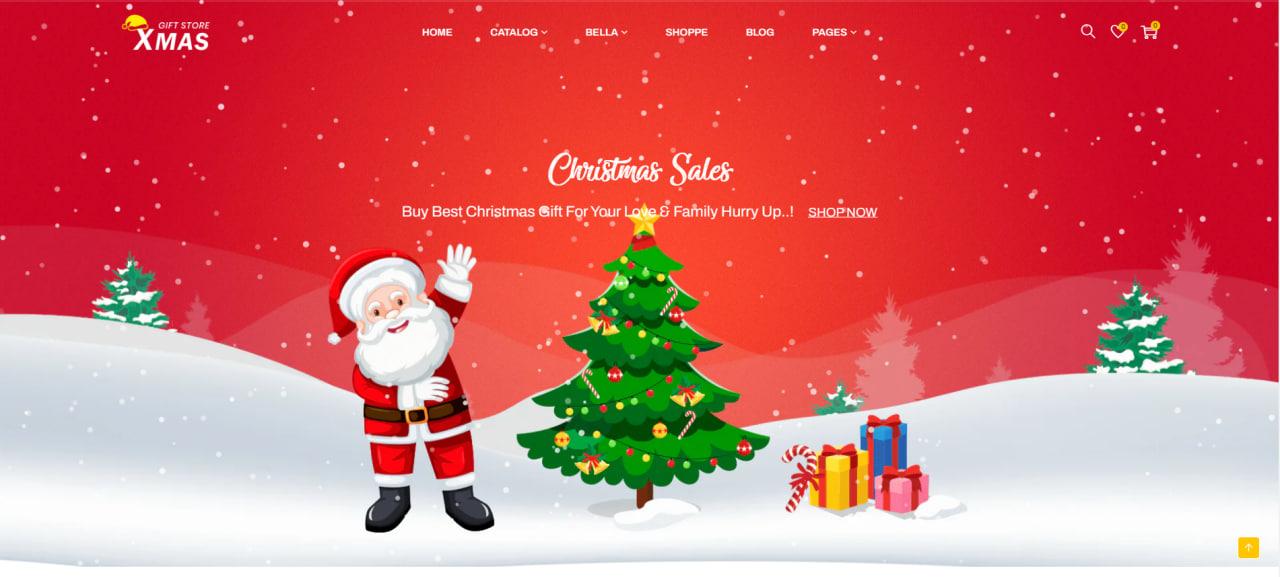 GIFT STORE
XMAS
HOME CATALOG BELLA SHOPPE BLOG PAGES
0 0
Christmas Sales
Buy Best Christmas Gift For Your Love & Family Hurry Up..! SHOP NOW